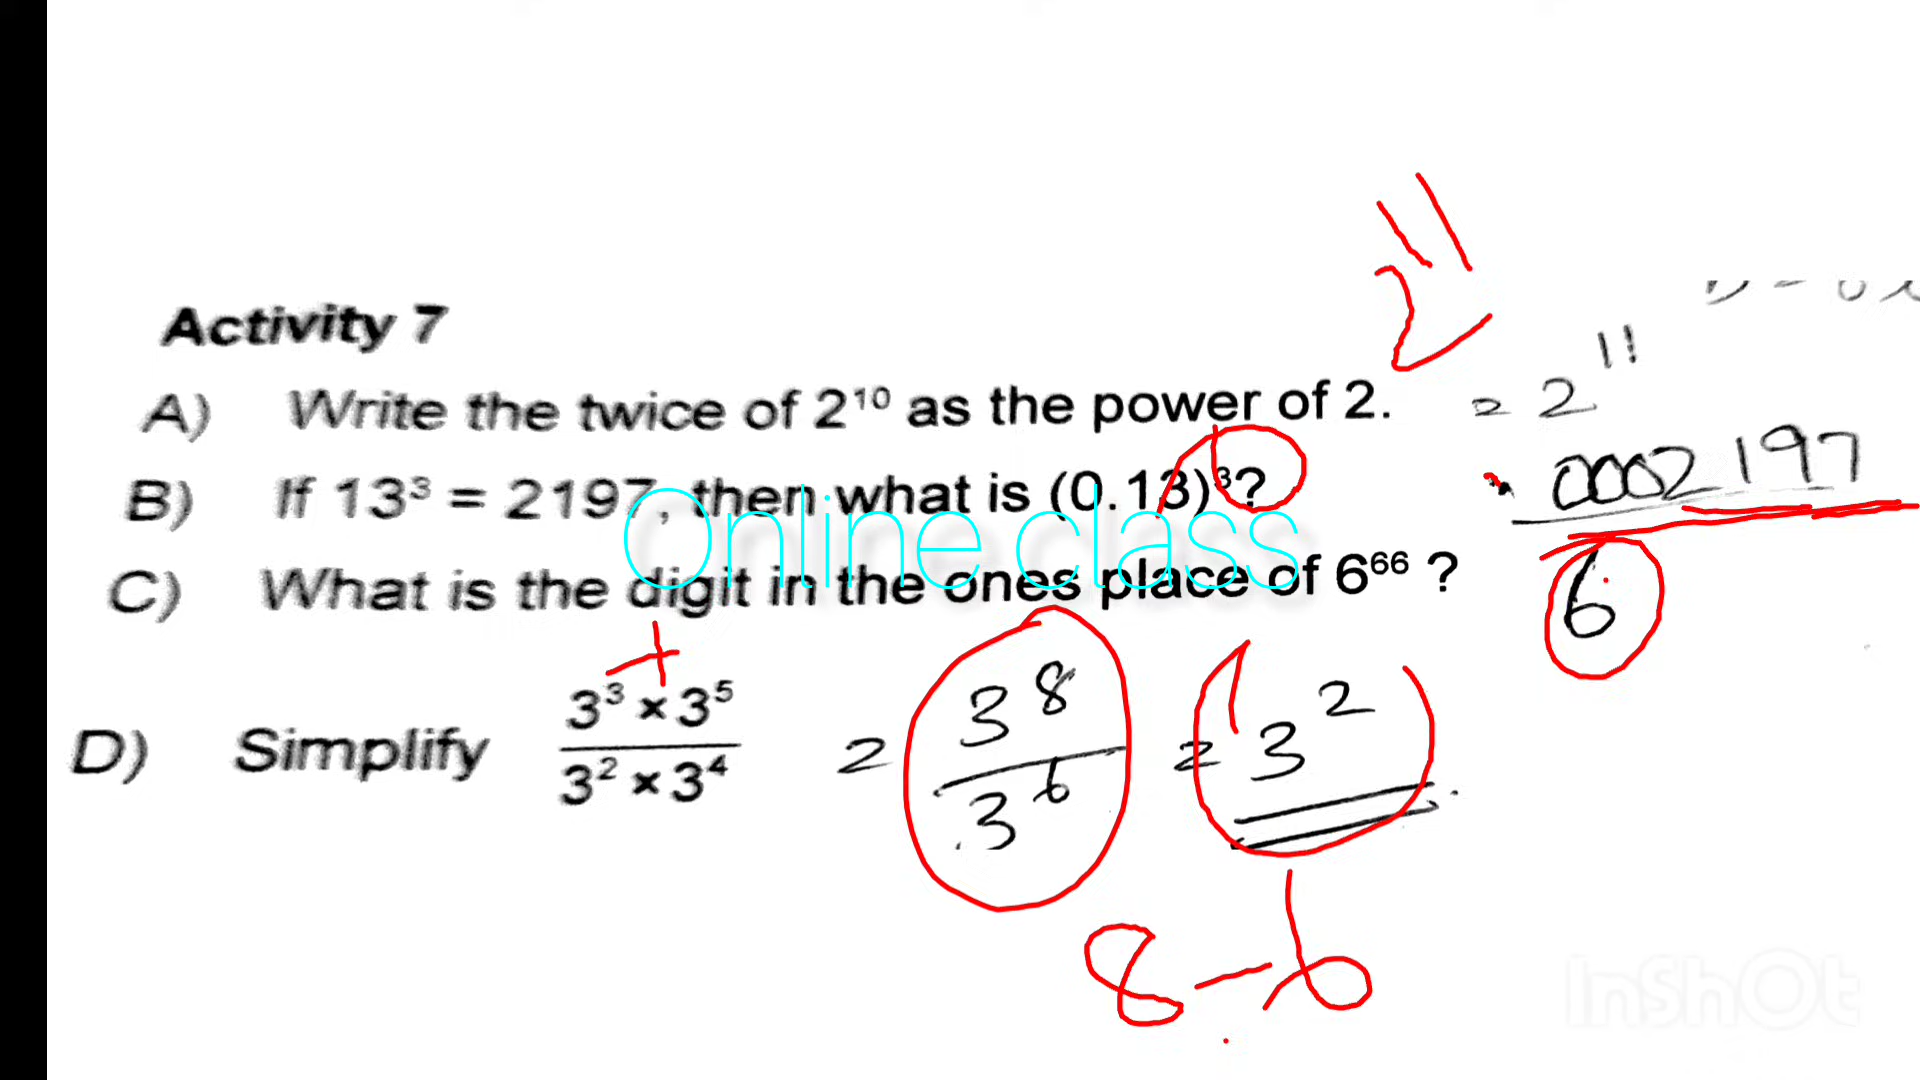 2¹¹
Activity 7
A) Write the twice of 2¹⁰ as the power of 2. = 2¹¹
B) If 13³ = 2197, then what is (0.13)³? .0002197
Online class
C) What is the digit in the ones place of 6⁶⁶ ? 6
+
D) Simplify 3³ × 3⁵ / 3² × 3⁴ = 3⁸ / 3⁶ = 3²
8 - 6
InShOt